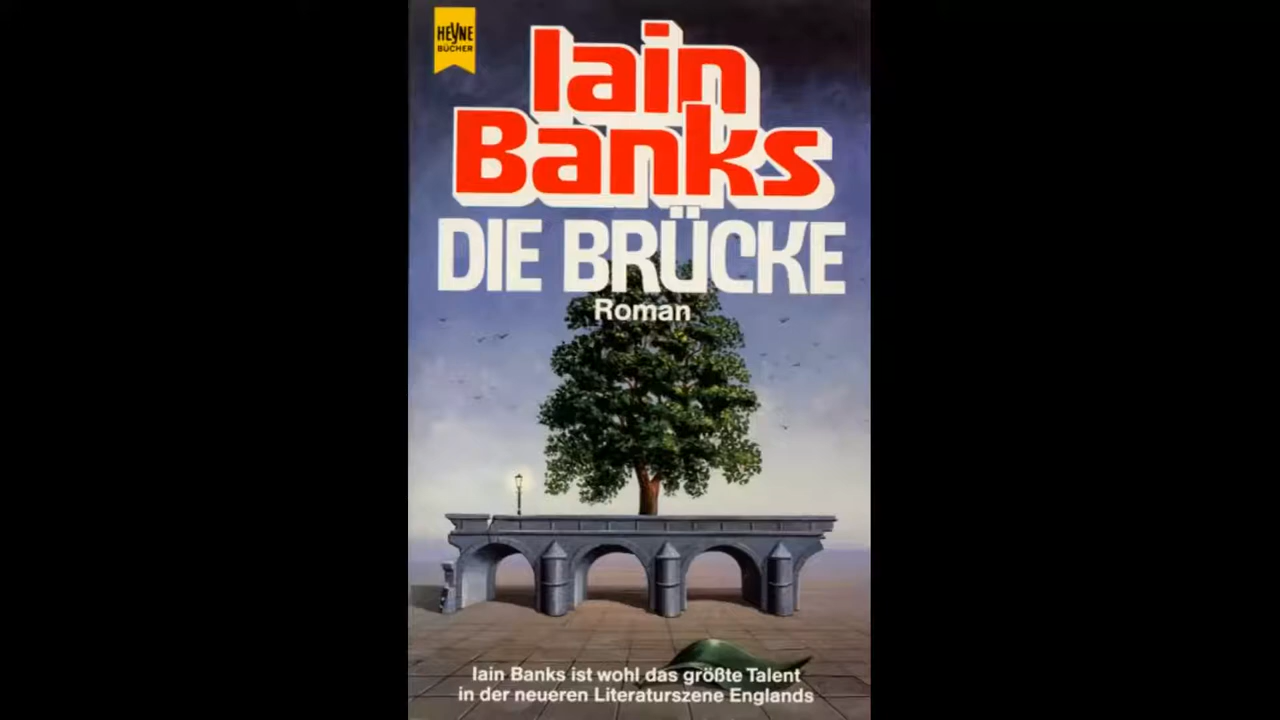 HEYNE
BÜCHER
Iain
Banks
DIE BRÜCKE
Roman
Iain Banks ist wohl das größte Talent
in der neueren Literaturszene Englands